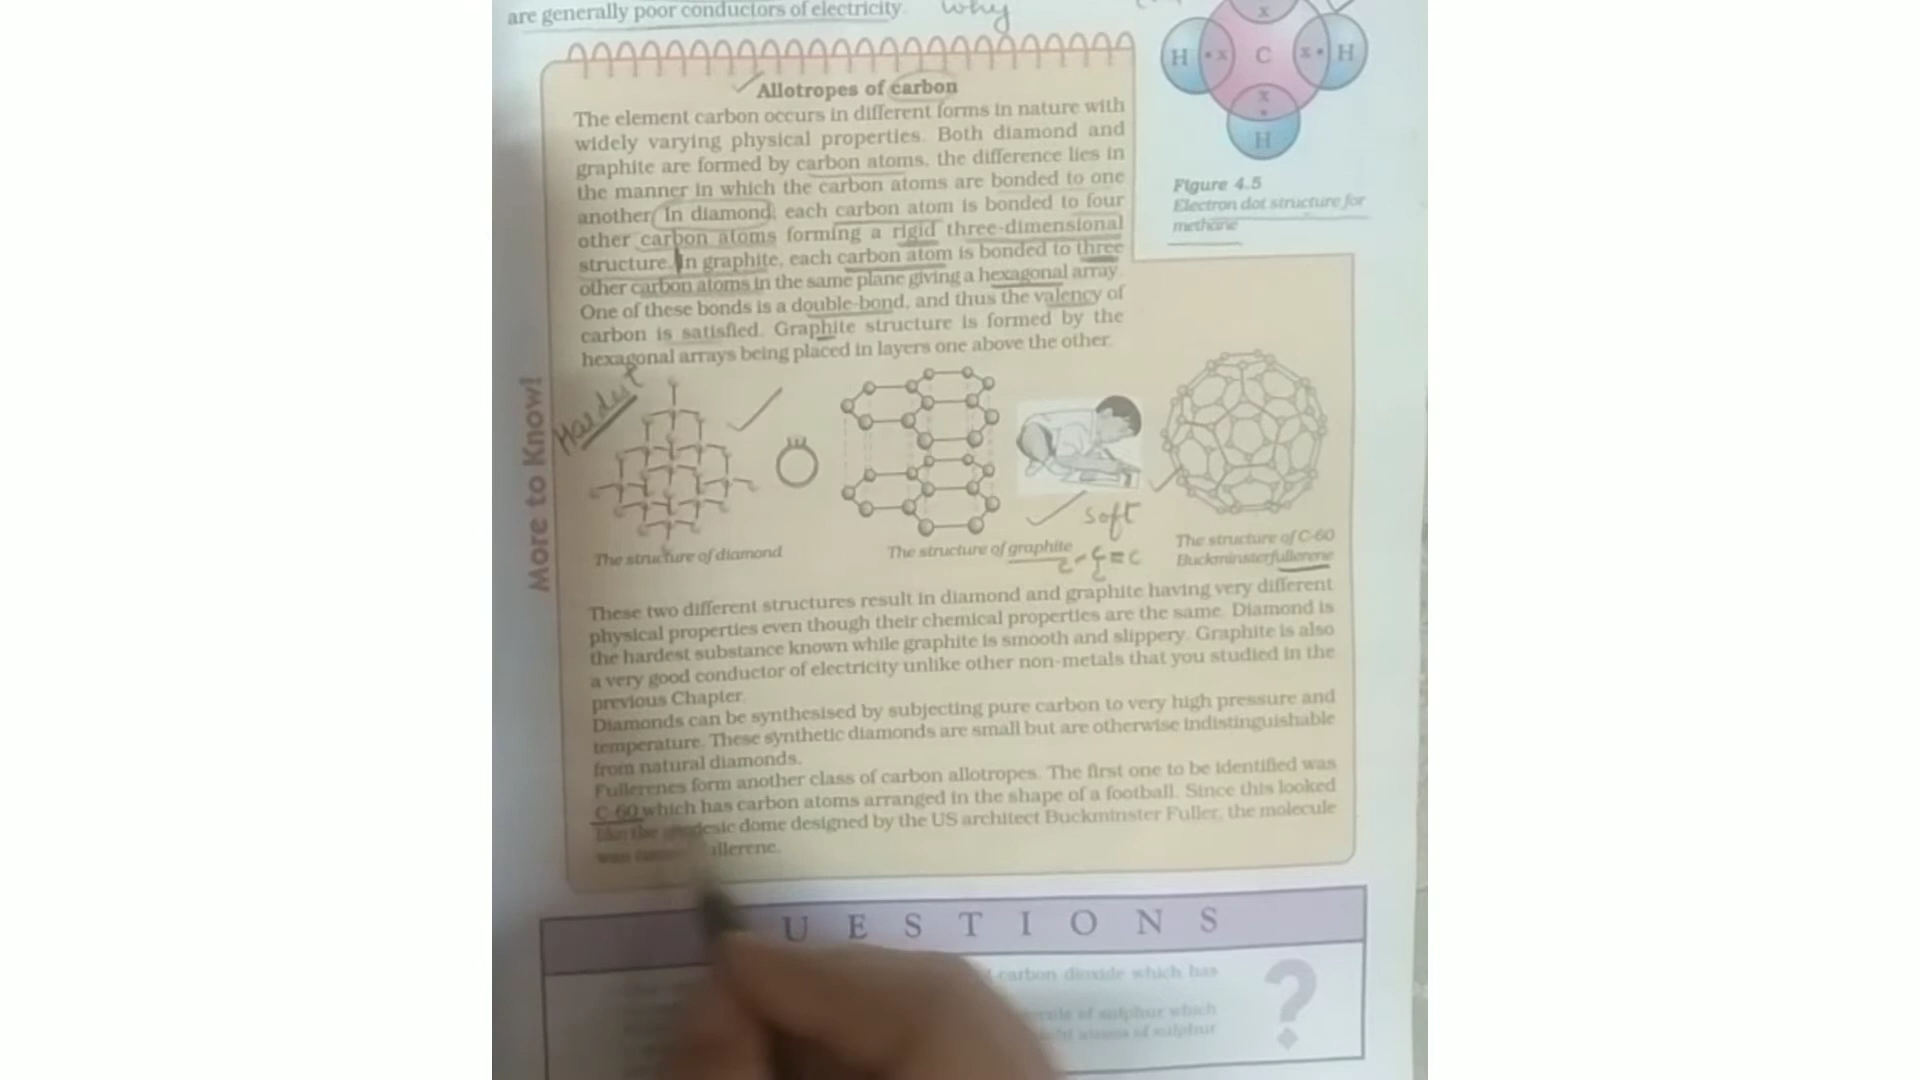 are generally poor conductors of electricity why
Allotropes of carbon
The element carbon occurs in different forms in nature with
widely varying physical properties. Both diamond and
graphite are formed by carbon atoms, the difference lies in
the manner in which the carbon atoms are bonded to one
another. In diamond, each carbon atom is bonded to four
other carbon atoms forming a rigid three-dimensional
structure. In graphite, each carbon atom is bonded to three
other carbon atoms in the same plane giving a hexagonal array.
One of these bonds is a double-bond, and thus the valency of
carbon is satisfied. Graphite structure is formed by the
hexagonal arrays being placed in layers one above the other.
x
H •x C x• H
x
•
H
Figure 4.5
Electron dot structure for
methane
More to Know!
Hardest
soft
The structure of diamond
The structure of graphite
The structure of C-60
Buckminsterfullerene
These two different structures result in diamond and graphite having very different
physical properties even though their chemical properties are the same. Diamond is
the hardest substance known while graphite is smooth and slippery. Graphite is also
a very good conductor of electricity unlike other non-metals that you studied in the
previous Chapter.
Diamonds can be synthesised by subjecting pure carbon to very high pressure and
temperature. These synthetic diamonds are small but are otherwise indistinguishable
from natural diamonds.
Fullerenes form another class of carbon allotropes. The first one to be identified was
C-60 which has carbon atoms arranged in the shape of a football. Since this looked
like the geodesic dome designed by the US architect Buckminster Fuller, the molecule
was ullerene.
U E S T I O N S
carbon dioxide which has
of sulphur which
atoms of sulphur
?